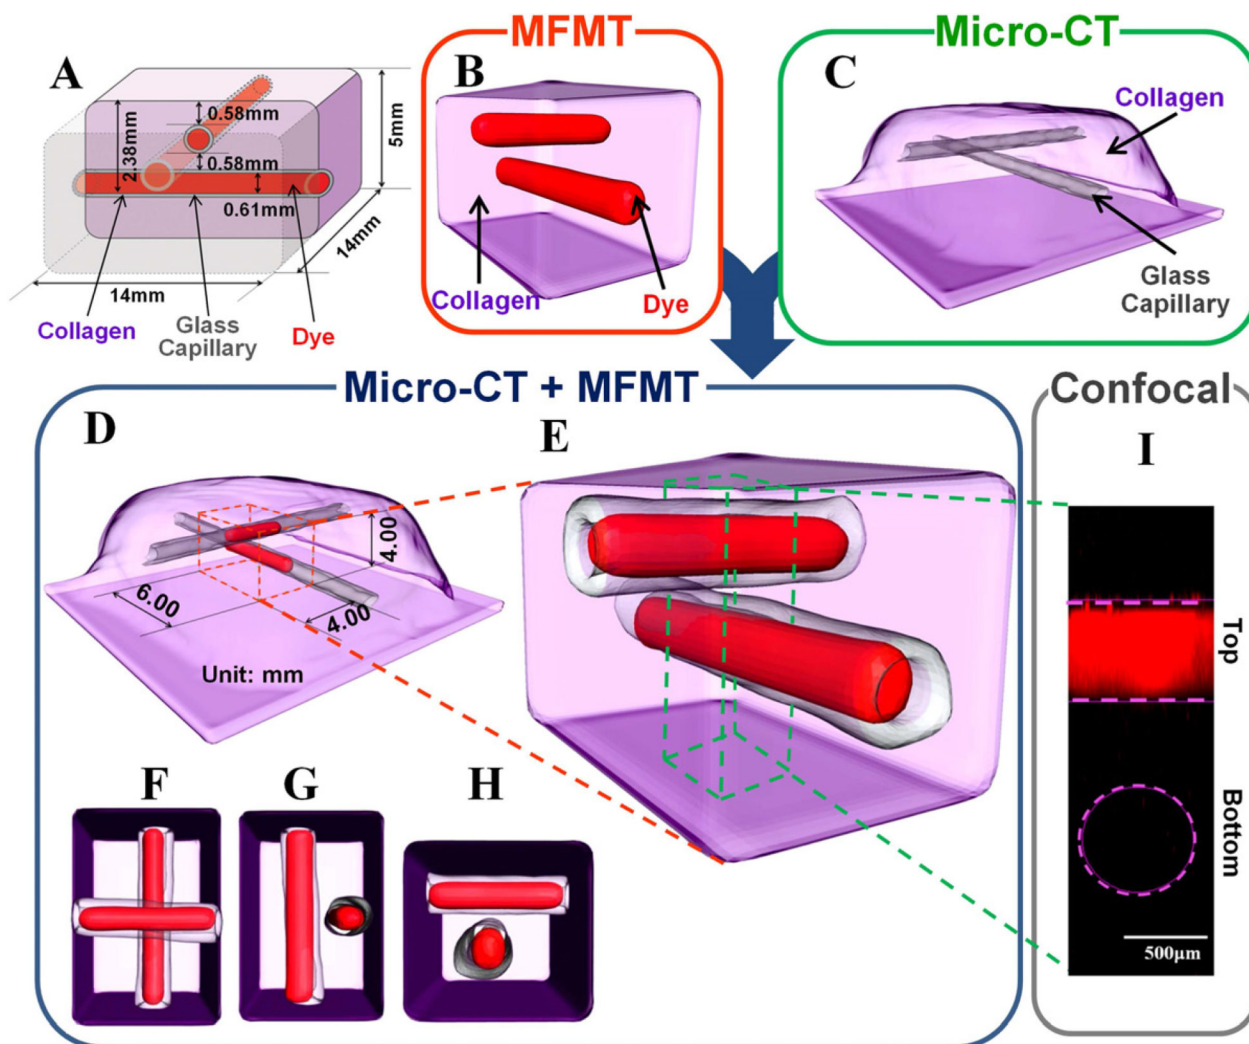 MFMT
Micro-CT
A
B
C
0.58mm
2.38mm
0.58mm
5mm
0.61mm
14mm
14mm
Collagen
Glass
Capillary
Dye
Collagen
Dye
Collagen
Glass
Capillary
Micro-CT + MFMT
Confocal
D
E
I
4.00
6.00
4.00
Unit: mm
Top
Bottom
F
G
H
500μm